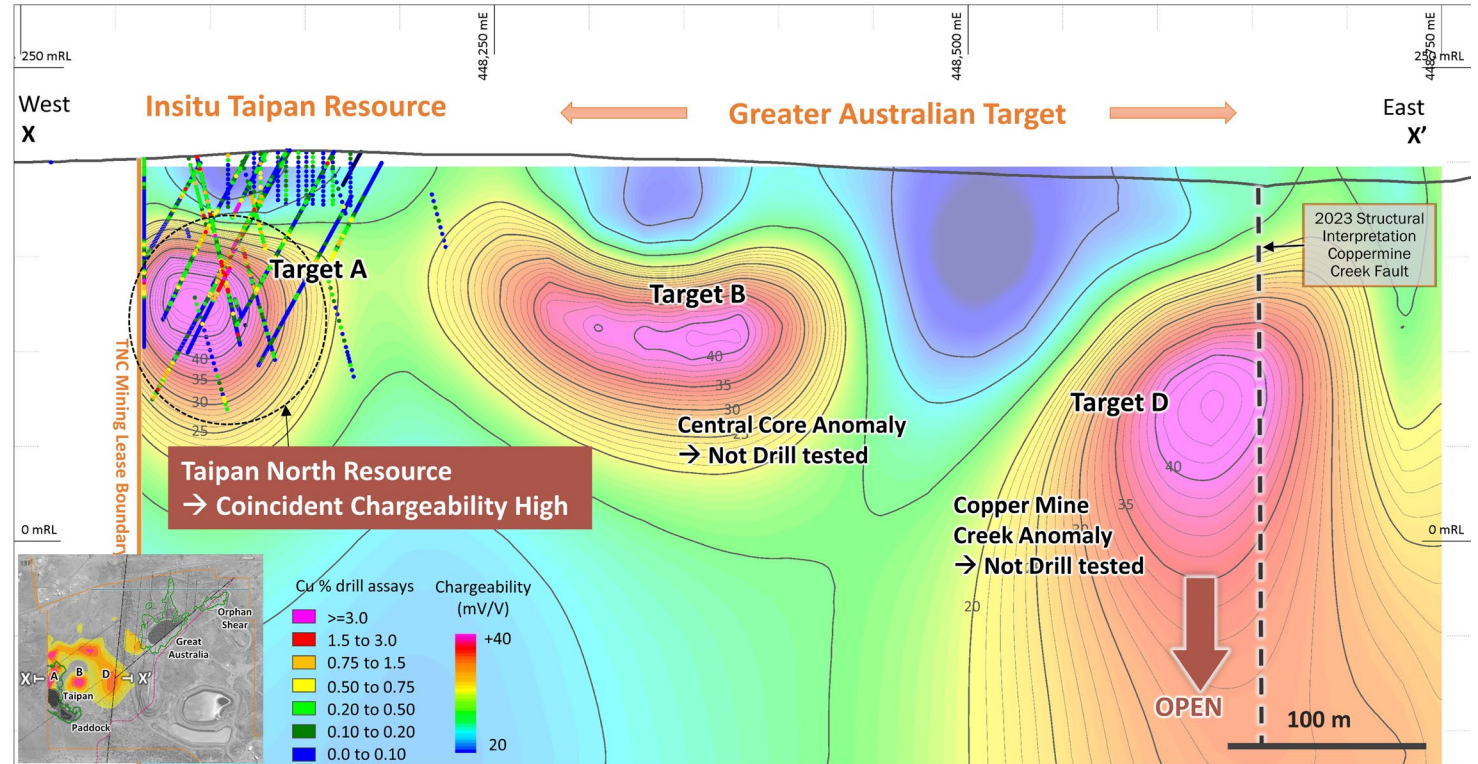 448,250 mE
448,500 mE
448,750 mE
250 mRL
250 mRL
West
X
Insitu Taipan Resource
Greater Australian Target
East
X'
2023 Structural
Interpretation
Coppermine
Creek Fault
Target A
Target B
Target D
40
35
30
25
40
35
30
25
40
35
30
20
TNC Mining Lease Boundary
Central Core Anomaly
→ Not Drill tested
Taipan North Resource
→ Coincident Chargeability High
Copper Mine
Creek Anomaly
→ Not Drill tested
0 mRL
0 mRL
OPEN
100 m
Cu % drill assays
>=3.0
1.5 to 3.0
0.75 to 1.5
0.50 to 0.75
0.20 to 0.50
0.10 to 0.20
0.0 to 0.10
Chargeability
(mV/V)
+40
20
Orphan
Shear
Great
Australia
X
A
B
D
X'
Taipan
Paddock